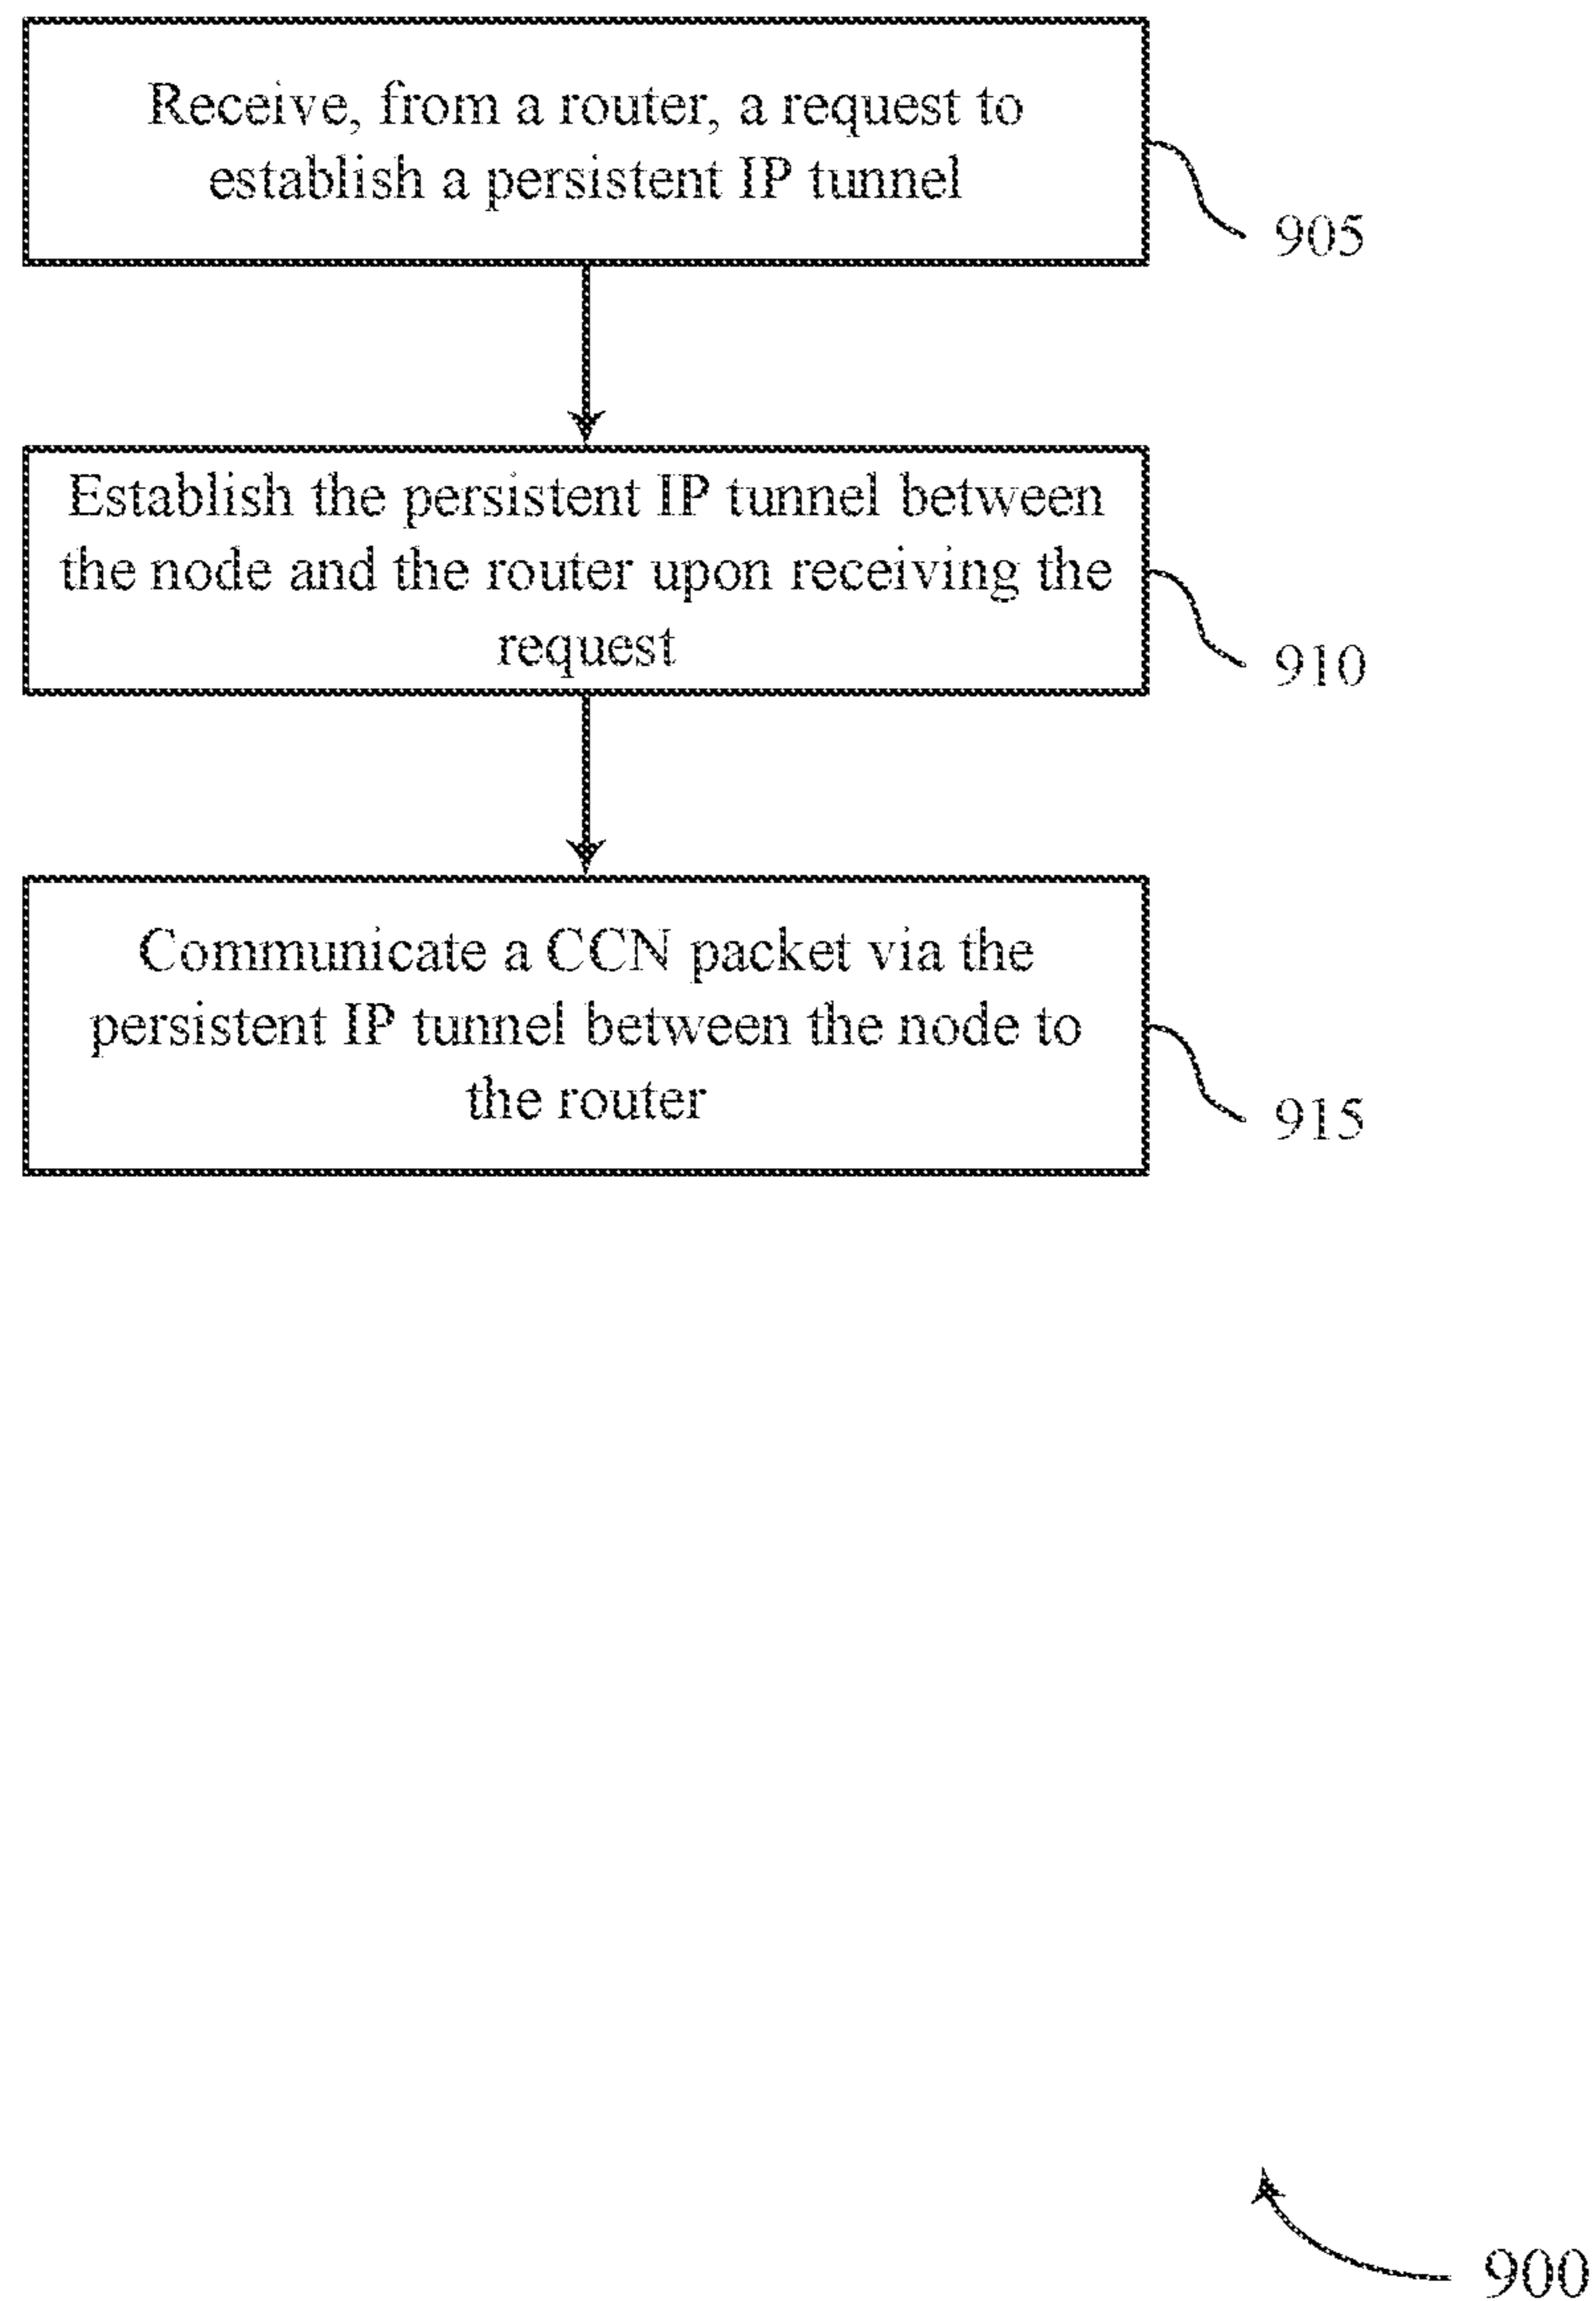 Receive, from a router, a request to
establish a persistent IP tunnel
905
Establish the persistent IP tunnel between
the node and the router upon receiving the
request
910
Communicate a CCN packet via the
persistent IP tunnel between the node to
the router
915
900